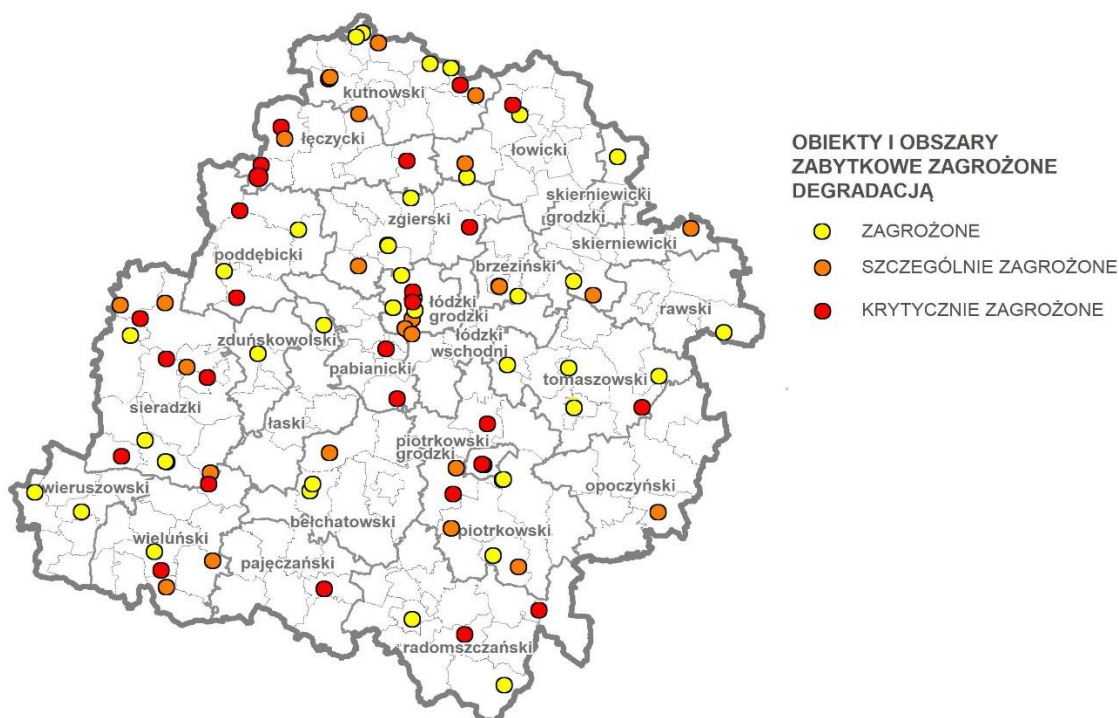 kutnowski
łęczycki
łowicki
skierniewicki
grodzki
zgierski
skierniewicki
poddębicki
brzeziński
rawski
łódzki
grodzki
zduńskowolski
łódzki
wschodni
pabianicki
tomaszowski
sieradzki
łaski
piotrkowski
grodzki
wieruszowski
opoczyński
bełchatowski
piotrkowski
wieluński
pajęczański
radomszczański
OBIEKTY I OBSZARY
ZABYTKOWE ZAGROŻONE
DEGRADACJĄ
ZAGROŻONE
SZCZEGÓLNIE ZAGROŻONE
KRYTYCZNIE ZAGROŻONE